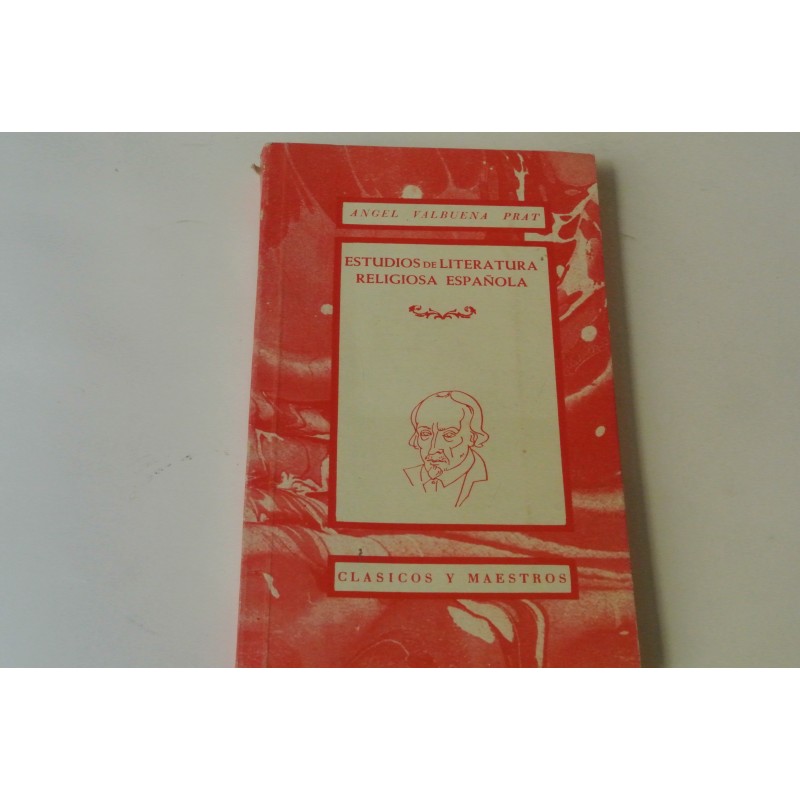 ANGEL VALBUENA PRAT
ESTUDIOS DE LITERATURA
RELIGIOSA ESPAÑOLA
CLASICOS Y MAESTROS